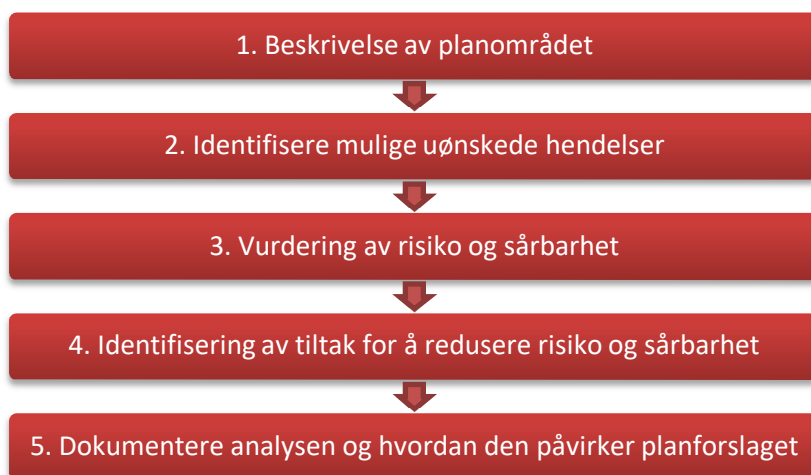 1. Beskrivelse av planområdet
2. Identifisere mulige uønskede hendelser
3. Vurdering av risiko og sårbarhet
4. Identifisering av tiltak for å redusere risiko og sårbarhet
5. Dokumentere analysen og hvordan den påvirker planforslaget